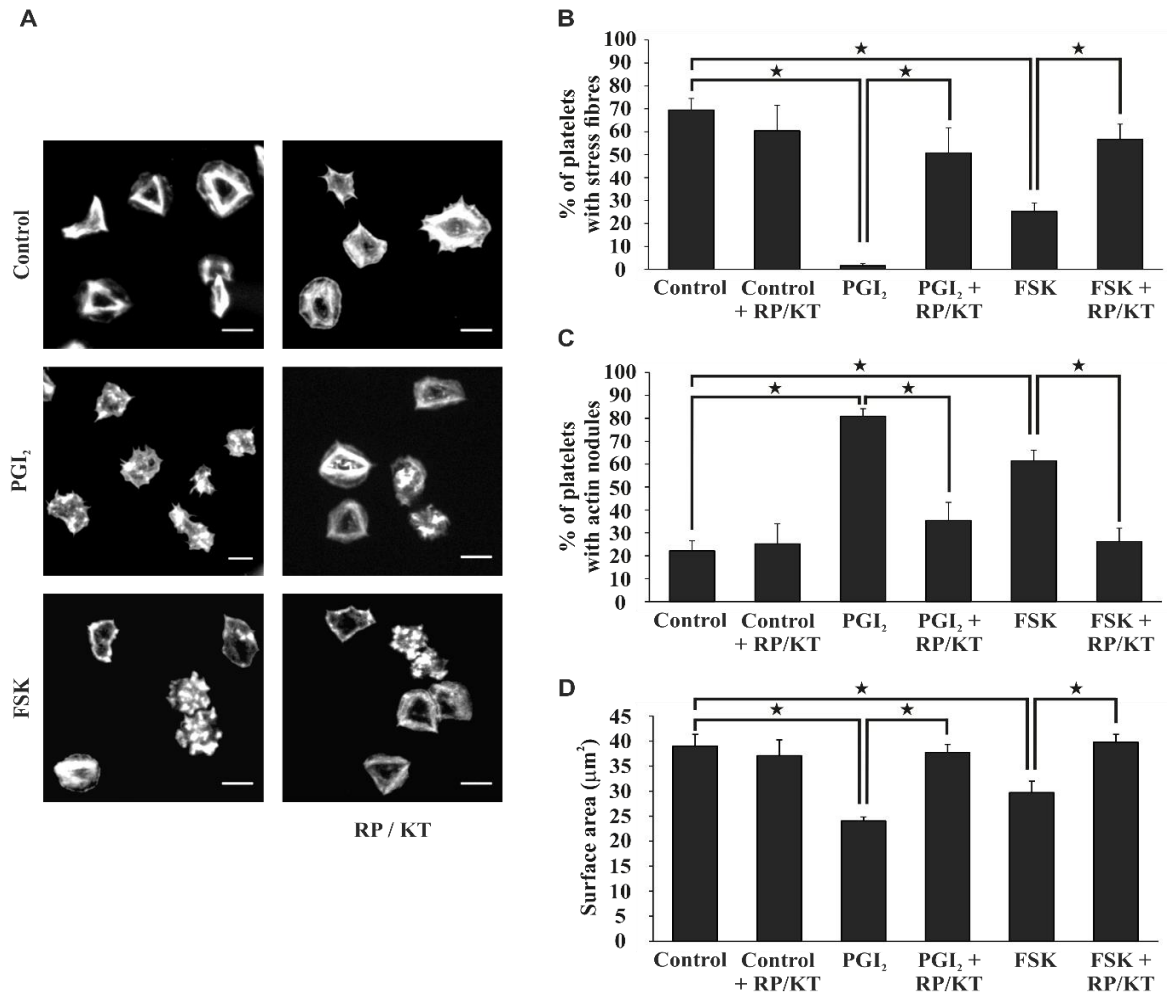 A
Control
PGI₂
FSK
RP / KT
B
% of platelets
with stress fibres
100
90
80
70
60
50
40
30
20
10
0
★
★
★
★
Control
Control
+ RP/KT
PGI₂
PGI₂ +
RP/KT
FSK
FSK +
RP/KT
C
% of platelets
with actin nodules
100
90
80
70
60
50
40
30
20
10
0
★
★
★
★
Control
Control
+ RP/KT
PGI₂
PGI₂ +
RP/KT
FSK
FSK +
RP/KT
D
Surface area (μm²)
45
40
35
30
25
20
15
10
5
0
★
★
★
★
Control
Control
+ RP/KT
PGI₂
PGI₂ +
RP/KT
FSK
FSK +
RP/KT